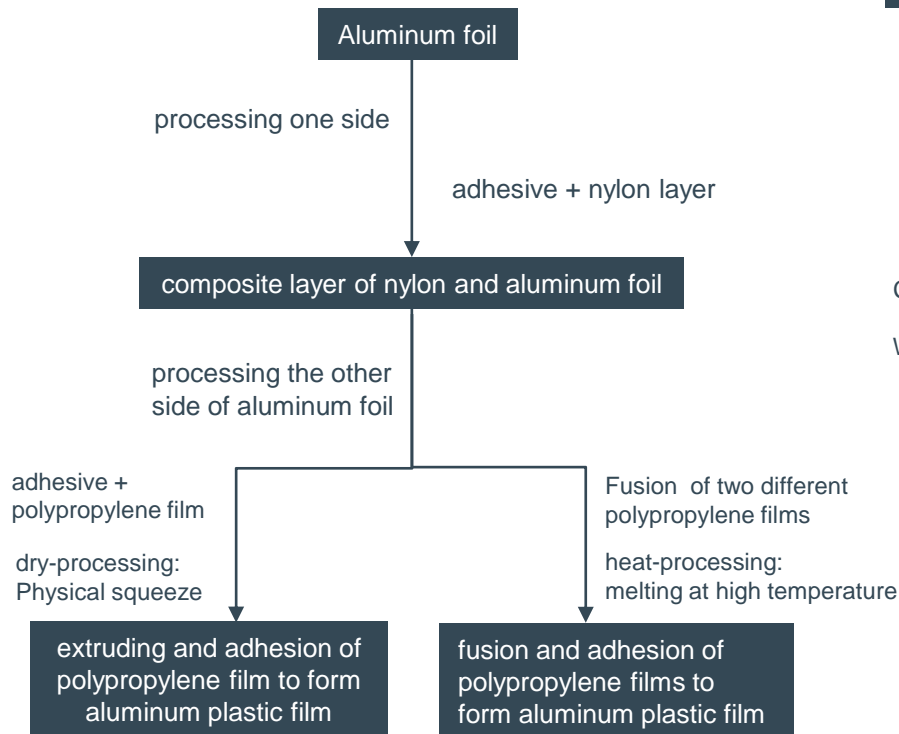 Aluminum foil
processing one side
adhesive + nylon layer
composite layer of nylon and aluminum foil
processing the other
side of aluminum foil
adhesive +
polypropylene film
dry-processing:
Physical squeeze
Fusion of two different
polypropylene films
heat-processing:
melting at high temperature
extruding and adhesion of
polypropylene film to form
aluminum plastic film
fusion and adhesion of
polypropylene films to
form aluminum plastic film